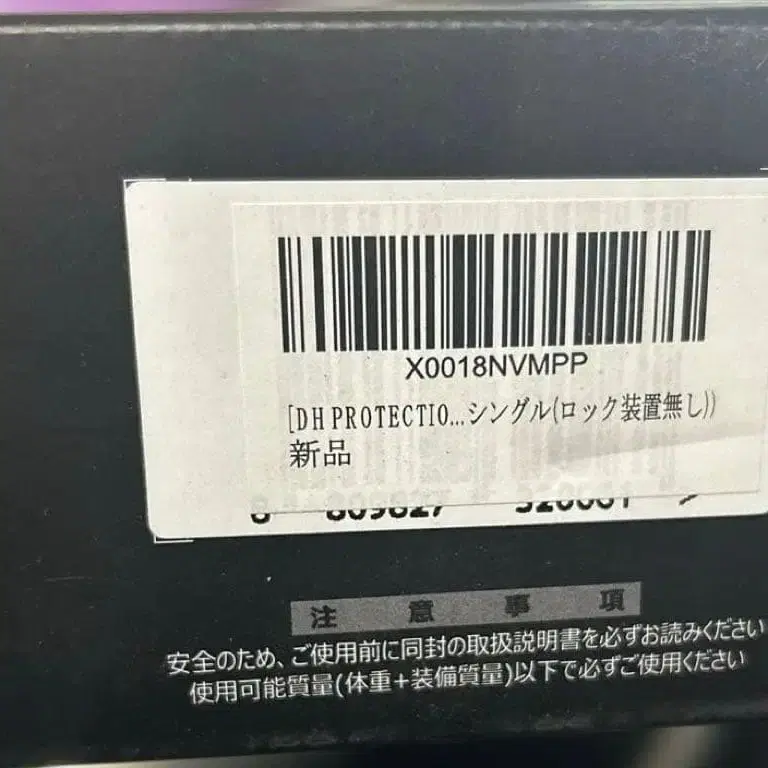 X0018NVMPP
[DH PROTECTIO...シングル(ロック装置無し))
新品
注意事項
安全のため、ご使用前に同封の取扱説明書を必ずお読みください
使用可能質量(体重+装備質量)以下で必ずご使用ください